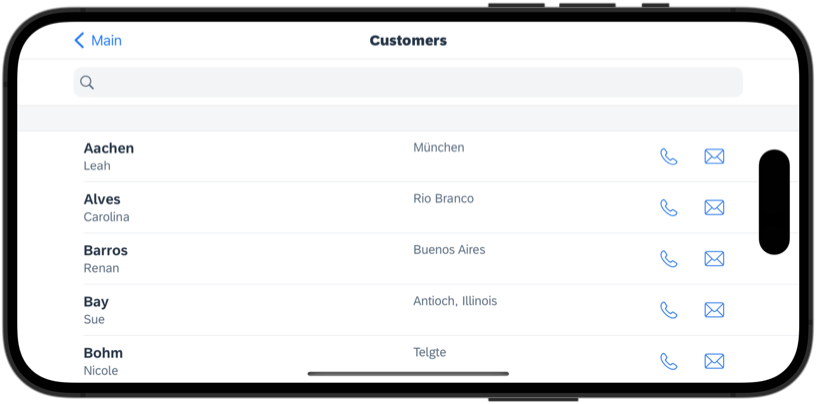 Main
Customers
Aachen
Leah
München
Alves
Carolina
Rio Branco
Barros
Renan
Buenos Aires
Bay
Sue
Antioch, Illinois
Bohm
Nicole
Telgte